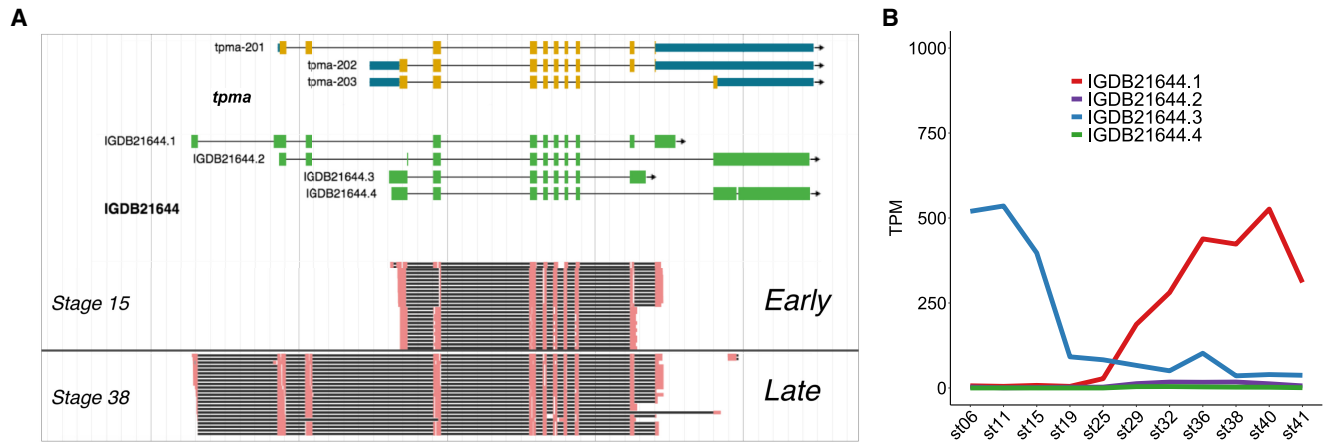 A
tpma-201
tpma-202
tpma-203
tpma
IGDB21644.1
IGDB21644.2
IGDB21644.3
IGDB21644.4
IGDB21644
Stage 15
Early
Stage 38
Late
B
1000
750
500
250
0
TPM
IGDB21644.1
IGDB21644.2
IGDB21644.3
IGDB21644.4
st06 st11 st15 st19 st25 st29 st32 st36 st38 st40 st41